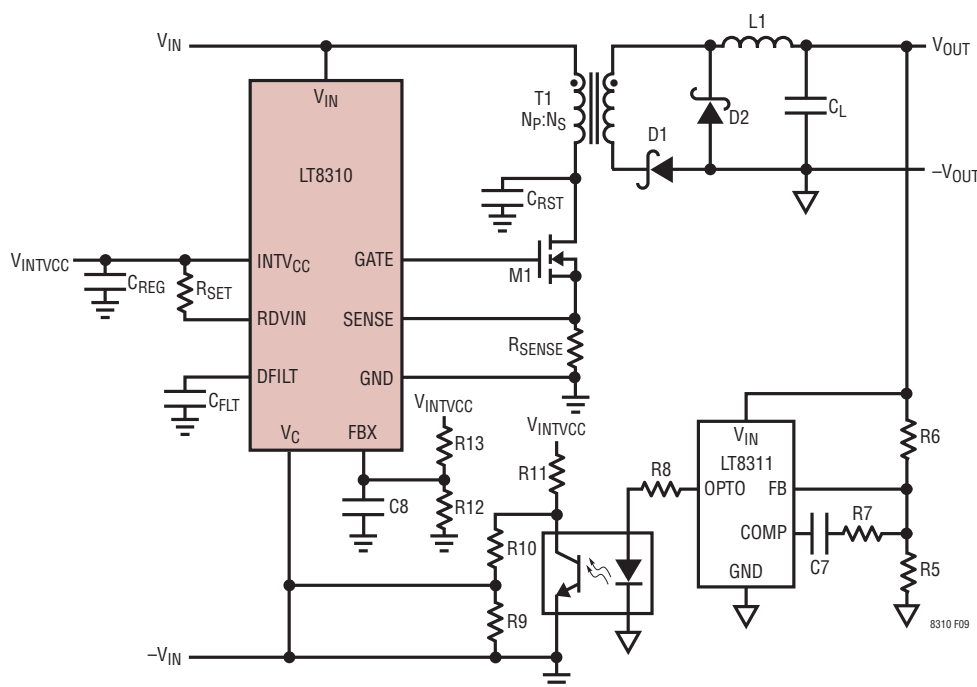 VIN
L1
VOUT
VIN
T1
NP:NS
D2
CL
D1
LT8310
–VOUT
CRST
VINTVCC
INTVCC
GATE
M1
CREG
RSET
RDVIN
SENSE
RSENSE
DFILT
GND
CFLT
VINTVCC
VINTVCC
VC
FBX
R13
R11
VIN
R6
LT8311
R8
OPTO
FB
C8
R12
R10
COMP
R7
C7
R5
GND
R9
8310 F09
–VIN